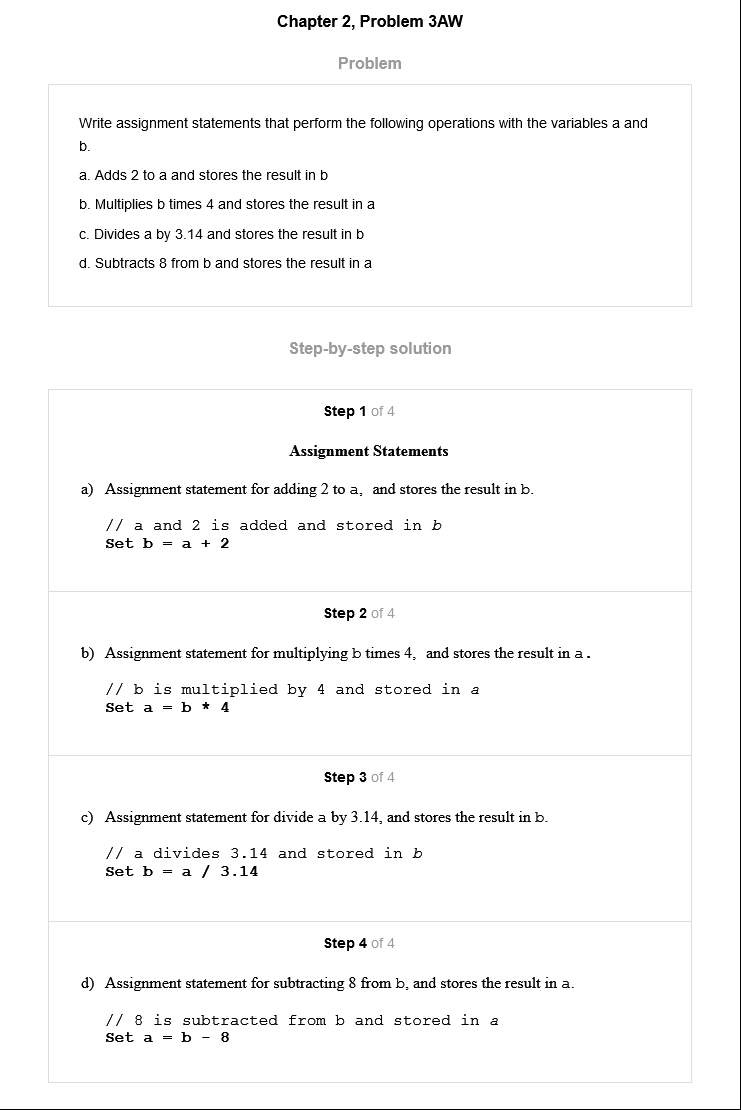 Chapter 2, Problem 3AW
Problem
Write assignment statements that perform the following operations with the variables a and
b.
a. Adds 2 to a and stores the result in b
b. Multiplies b times 4 and stores the result in a
c. Divides a by 3.14 and stores the result in b
d. Subtracts 8 from b and stores the result in a
Step-by-step solution
Step 1 of 4
Assignment Statements
a) Assignment statement for adding 2 to a, and stores the result in b.
// a and 2 is added and stored in b
Set b = a + 2
Step 2 of 4
b) Assignment statement for multiplying b times 4, and stores the result in a.
// b is multiplied by 4 and stored in a
Set a = b * 4
Step 3 of 4
c) Assignment statement for divide a by 3.14, and stores the result in b.
// a divides 3.14 and stored in b
Set b = a / 3.14
Step 4 of 4
d) Assignment statement for subtracting 8 from b, and stores the result in a.
// 8 is subtracted from b and stored in a
Set a = b - 8